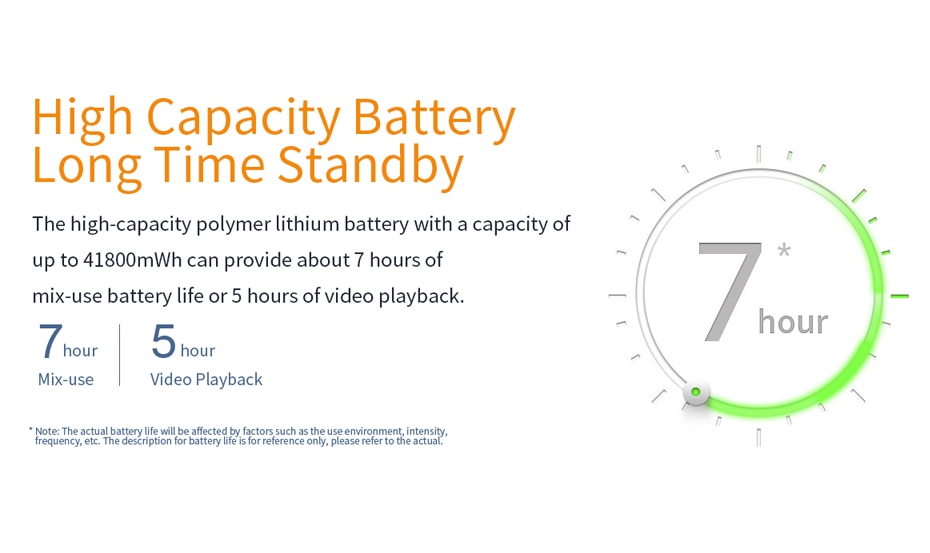 High Capacity Battery
Long Time Standby
The high-capacity polymer lithium battery with a capacity of
up to 41800mWh can provide about 7 hours of
mix-use battery life or 5 hours of video playback.
7 hour
Mix-use
5 hour
Video Playback
* Note: The actual battery life will be affected by factors such as the use environment, intensity,
frequency, etc. The description for battery life is for reference only, please refer to the actual.
7*
hour